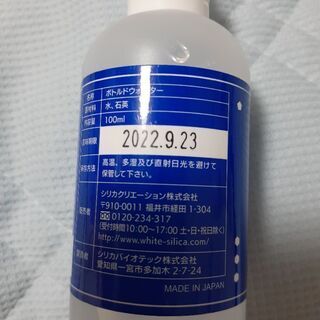 名称 ボトルドウォーター
原材料 水、石英
内容量 100ml
賞味期限 2022.9.23
保存方法 高温、多湿及び直射日光を避けて
保管して下さい。
販売者 シリカクリエーション株式会社
〒910-0011 福井市経田 1-304
0120-234-317
(受付時間10:00~17:00 土・日・祝日除く)
http://www.white-silica.com/
製造者 シリカバイオテック株式会社
愛知県一宮市多加木 2-7-24
MADE IN JAPAN